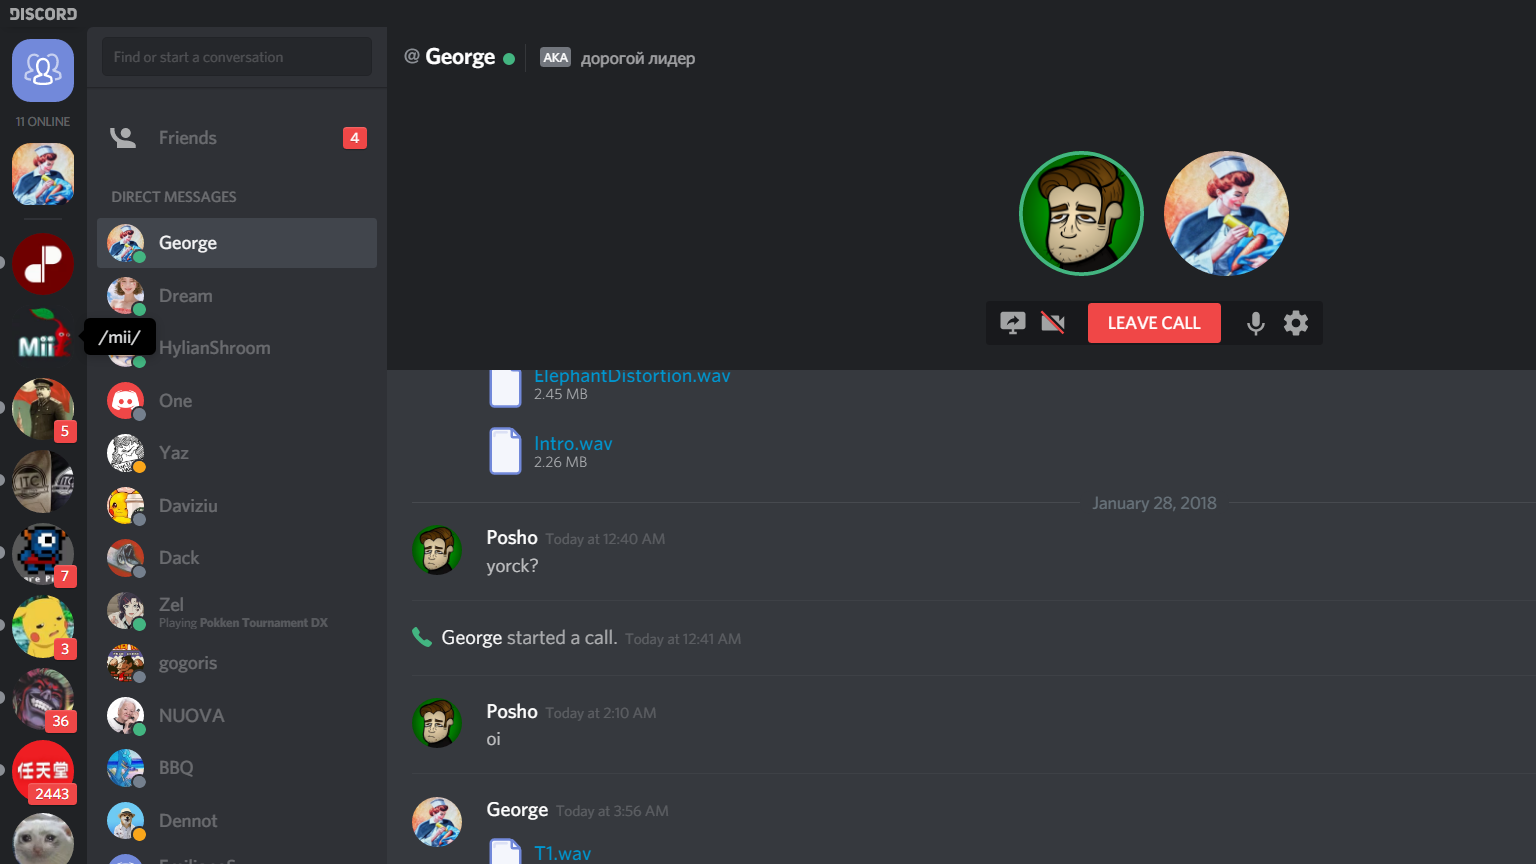 DISCORD
11 ONLINE
Mii
/mii/
5
ITC
7
3
36
任天堂
2443
Find or start a conversation
Friends
4
DIRECT MESSAGES
George
Dream
HylianShroom
One
Yaz
Daviziu
Dack
Zel
Playing Pokken Tournament DX
gogoris
NUOVA
BBQ
Dennot
@ George
AKA дорогой лидер
LEAVE CALL
ElephantDistortion.wav
2.45 MB
Intro.wav
2.26 MB
January 28, 2018
Posho Today at 12:40 AM
yorck?
George started a call. Today at 12:41 AM
Posho Today at 2:10 AM
oi
George Today at 3:56 AM
T1.wav